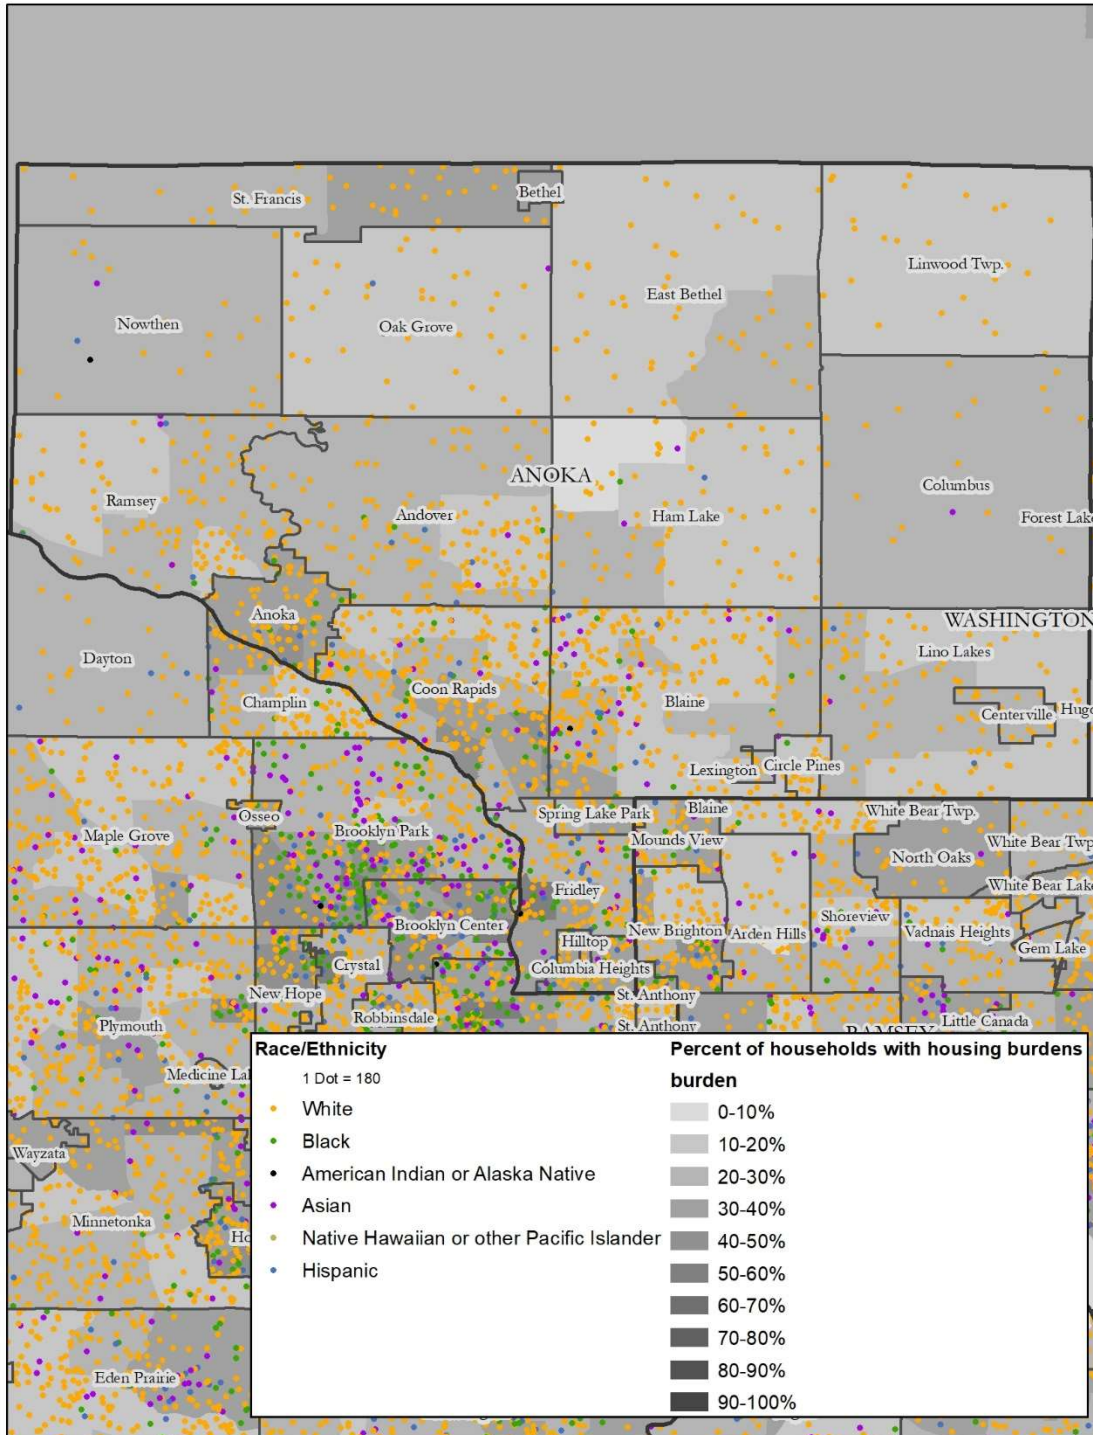 St. Francis
Bethel
Linwood Twp.
East Bethel
Nowthen
Oak Grove
ANOKA
Ramsey
Andover
Ham Lake
Columbus
Forest Lake
Anoka
WASHINGTON
Dayton
Lino Lakes
Coon Rapids
Champlin
Blaine
Centerville
Hugo
Lexington
Circle Pines
Osseo
Spring Lake Park
Blaine
White Bear Twp.
Maple Grove
Brooklyn Park
Mounds View
White Bear Twp.
North Oaks
Fridley
White Bear Lake
Brooklyn Center
New Brighton
Arden Hills
Shoreview
Vadnais Heights
Hilltop
Gem Lake
Crystal
Columbia Heights
New Hope
St. Anthony
Robbinsdale
Plymouth
St. Anthony
RAMSEY
Little Canada
Medicine Lak
Wayzata
Minnetonka
Ho
Eden Prairie
Race/Ethnicity
1 Dot = 180
White
Black
American Indian or Alaska Native
Asian
Native Hawaiian or other Pacific Islander
Hispanic
Percent of households with housing burdens
burden
0-10%
10-20%
20-30%
30-40%
40-50%
50-60%
60-70%
70-80%
80-90%
90-100%